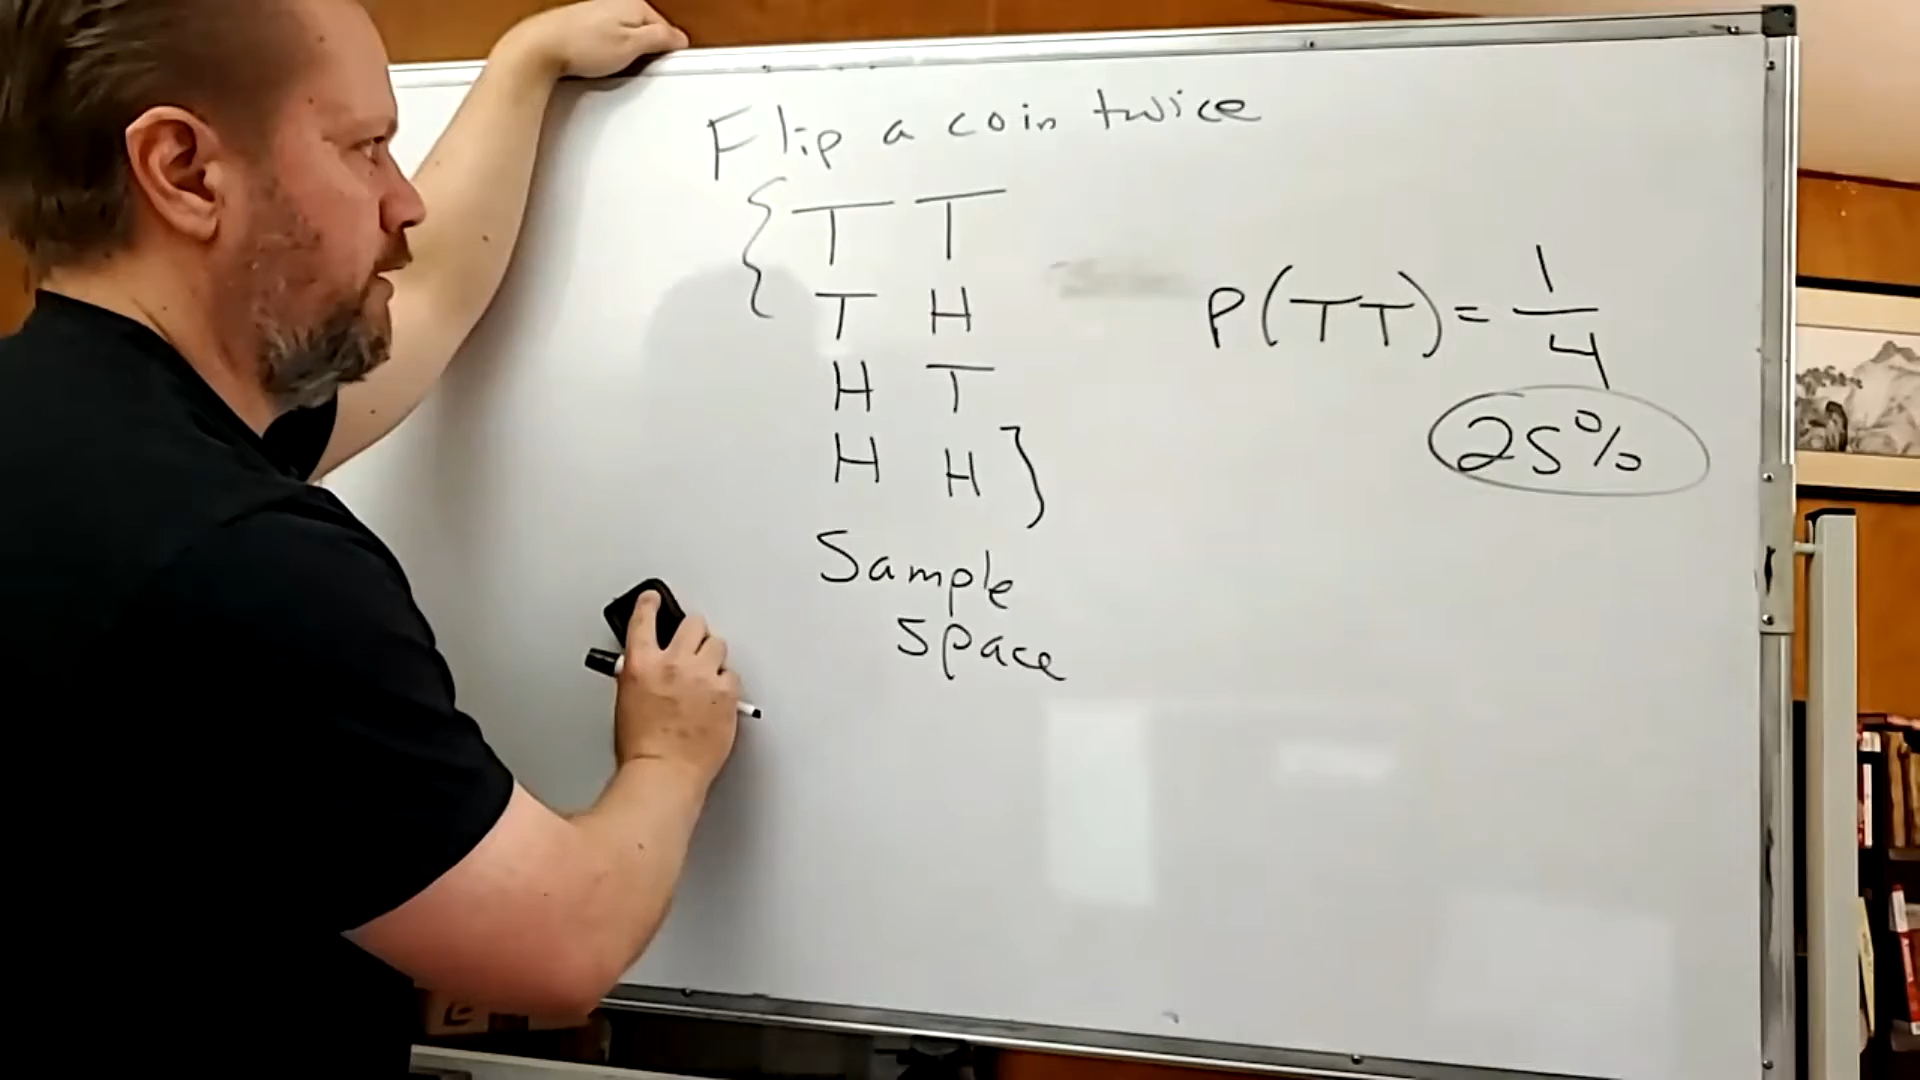 Flip a coin twice
{ T T
T H
H T
H H }
Sample
space
P(TT) = 1/4
25%